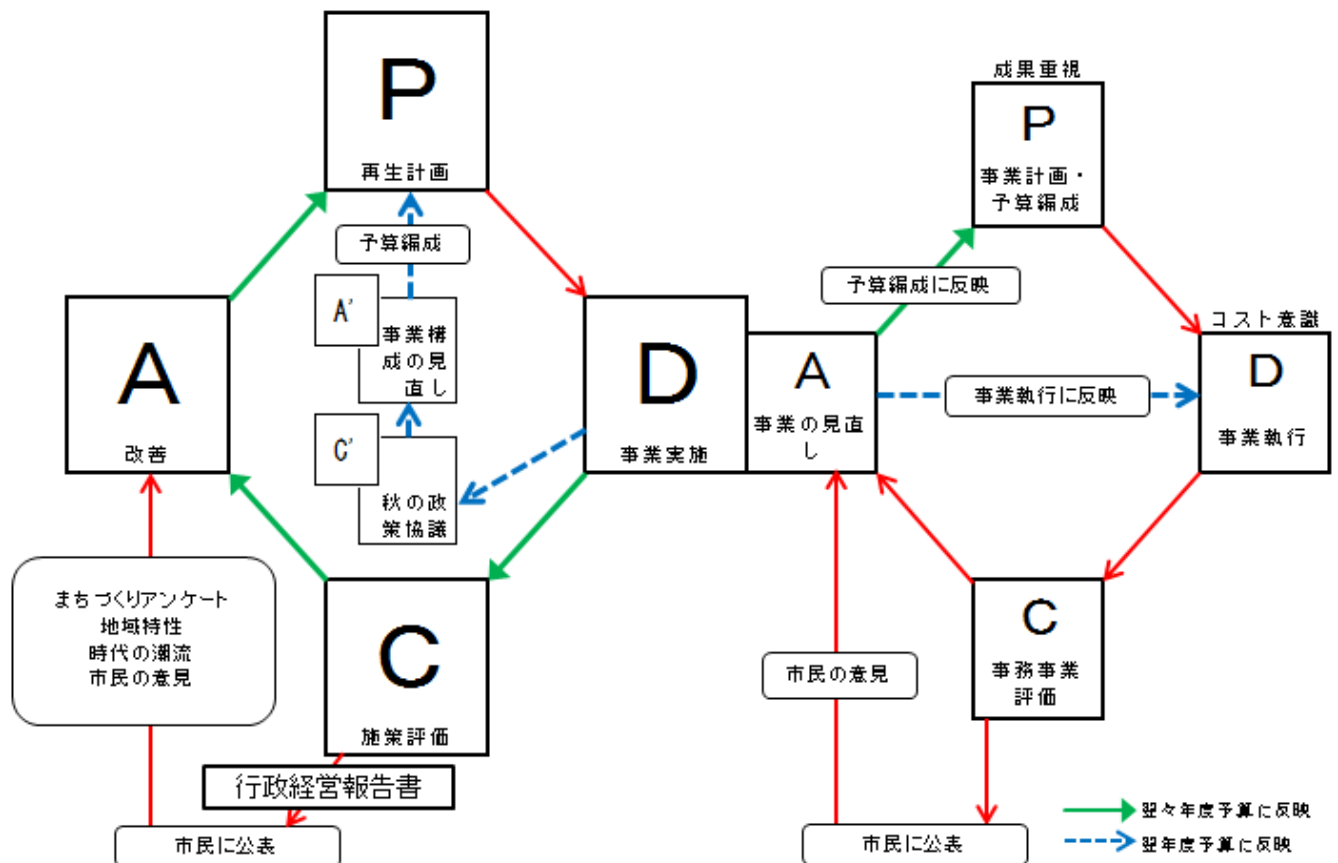 P
再生計画
予算編成
A'
事業構
成の見
直し
C'
秋の政
策協議
A
改善
D
事業実施
C
施策評価
まちづくりアンケート
地域特性
時代の潮流
市民の意見
行政経営報告書
市民に公表
成果重視
P
事業計画・
予算編成
予算編成に反映
コスト意識
D
事業執行
A
事業の見直
し
事業執行に反映
C
事務事業
評価
市民の意見
市民に公表
翌々年度予算に反映
翌年度予算に反映